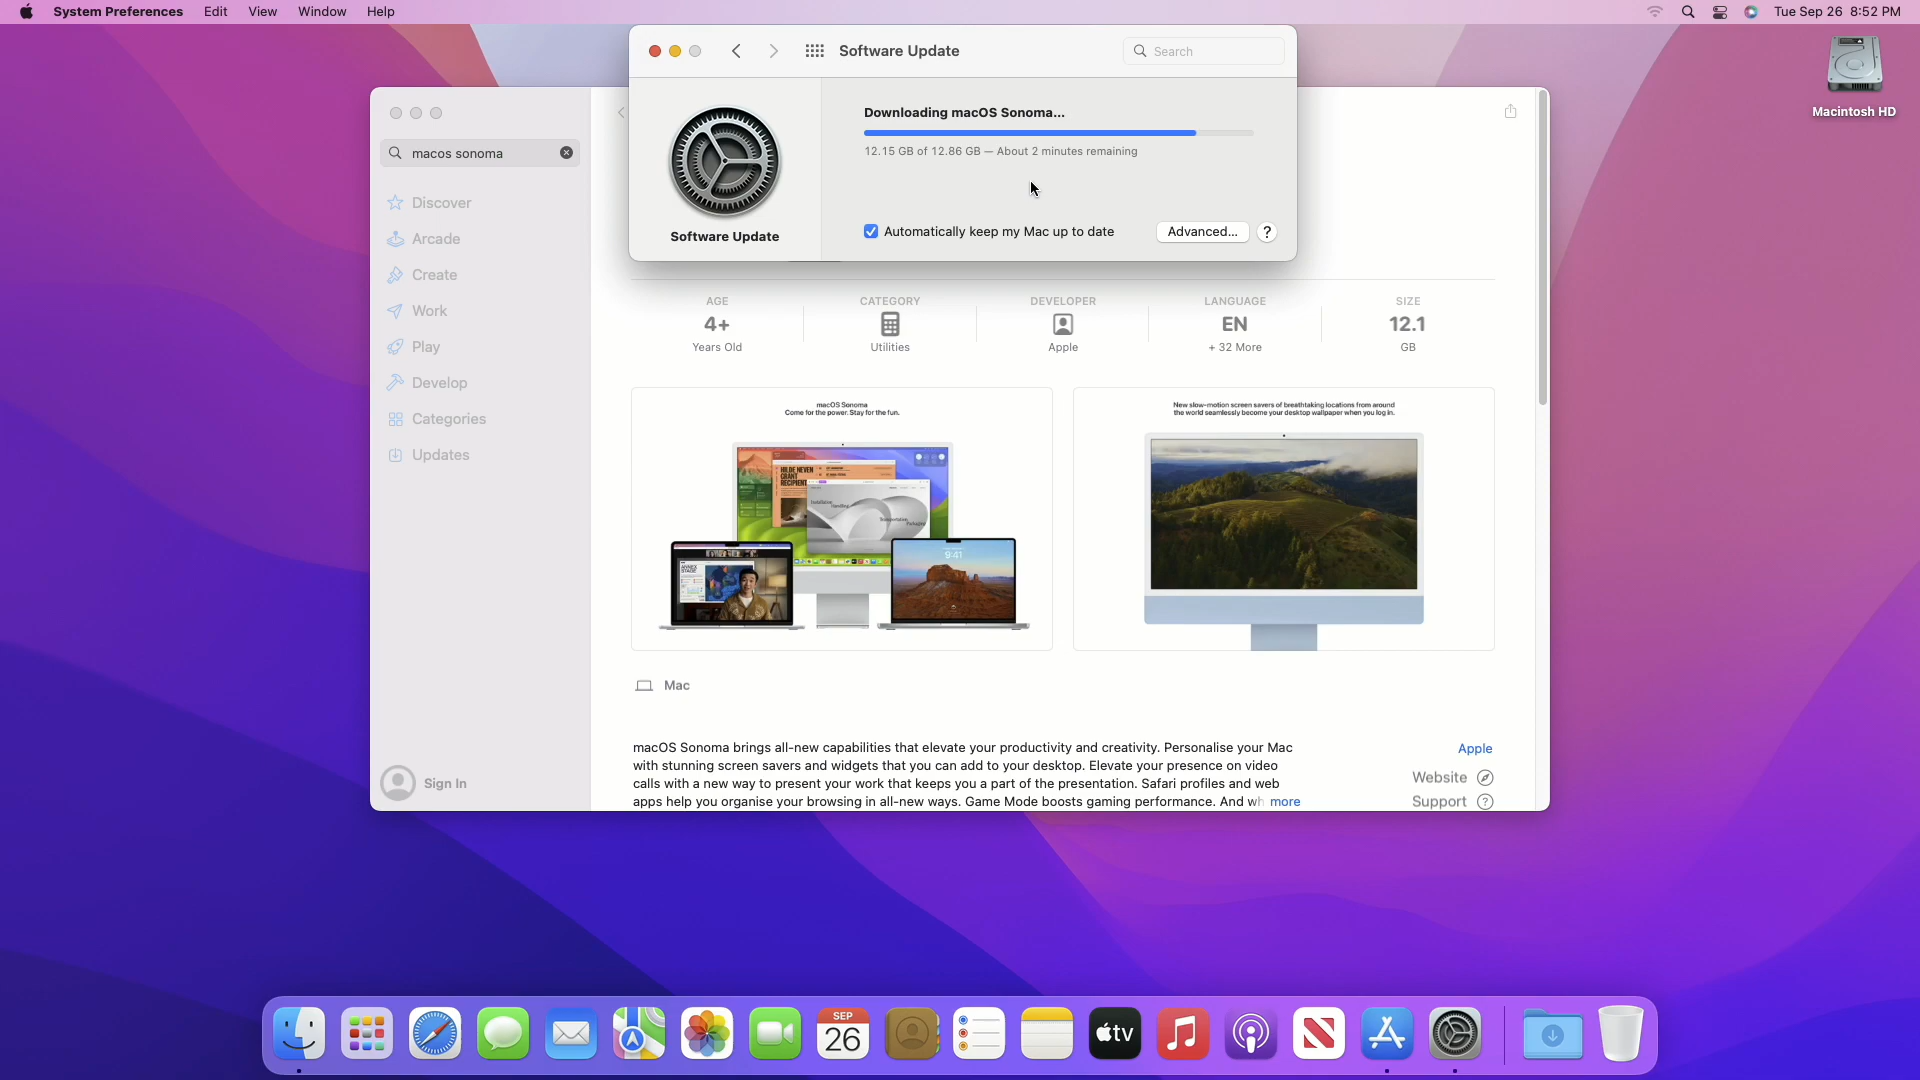 System Preferences Edit View Window Help
Tue Sep 26 8:52 PM
Software Update
Search
Macintosh HD
Downloading macOS Sonoma...
12.15 GB of 12.86 GB — About 2 minutes remaining
Automatically keep my Mac up to date
Advanced...
?
Software Update
macos sonoma
Discover
Arcade
Create
Work
Play
Develop
Categories
Updates
Sign In
AGE
4+
Years Old
CATEGORY
Utilities
DEVELOPER
Apple
LANGUAGE
EN
+ 32 More
SIZE
12.1
GB
macOS Sonoma
Come for the power. Stay for the fun.
HILDE NEVER
GRANT
RECIPIENT
9:41
New slow-motion screen savers of breathtaking locations from around
the world seamlessly become your desktop wallpaper when you log in.
Mac
macOS Sonoma brings all-new capabilities that elevate your productivity and creativity. Personalise your Mac
with stunning screen savers and widgets that you can add to your desktop. Elevate your presence on video
calls with a new way to present your work that keeps you a part of the presentation. Safari profiles and web
apps help you organise your browsing in all-new ways. Game Mode boosts gaming performance. And wh more
Apple
Website
Support ?
SEP
26
tv